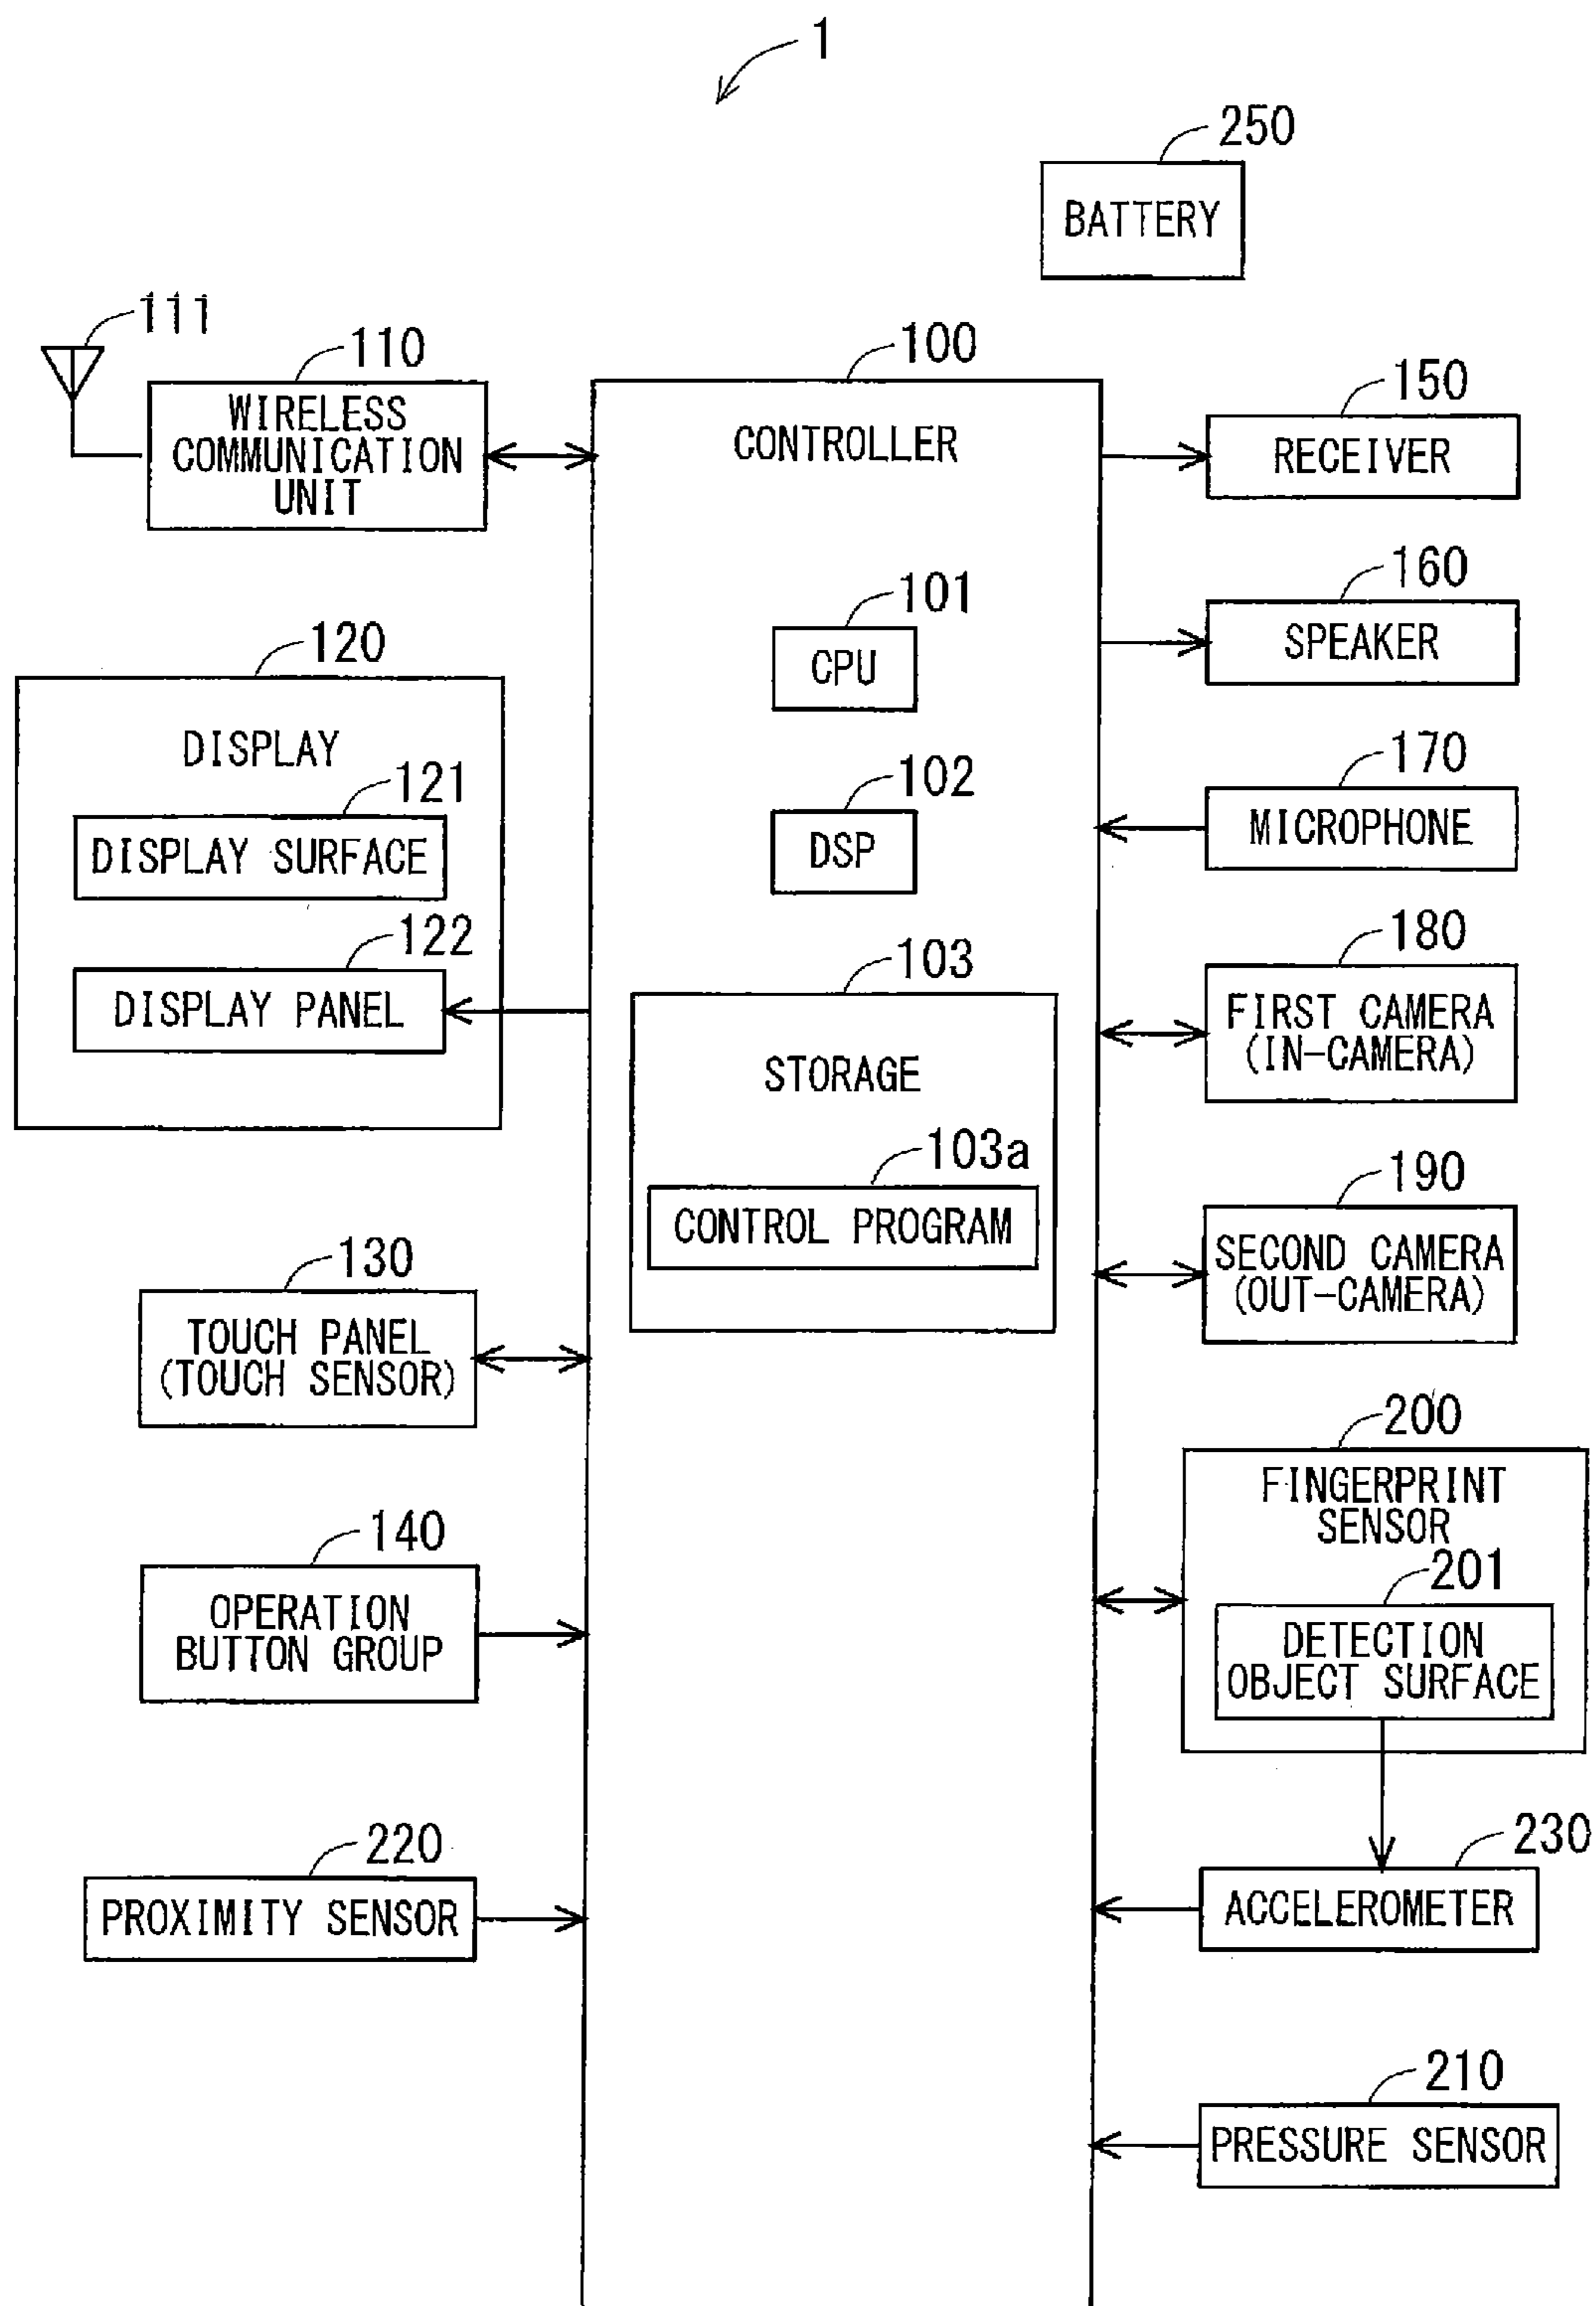 1
250
BATTERY
111
110
WIRELESS
COMMUNICATION
UNIT
100
CONTROLLER
150
RECEIVER
160
SPEAKER
101
CPU
120
DISPLAY
121
DISPLAY SURFACE
122
DISPLAY PANEL
102
DSP
170
MICROPHONE
180
FIRST CAMERA
(IN-CAMERA)
103
STORAGE
103a
CONTROL PROGRAM
190
SECOND CAMERA
(OUT-CAMERA)
130
TOUCH PANEL
(TOUCH SENSOR)
200
FINGERPRINT
SENSOR
201
DETECTION
OBJECT SURFACE
140
OPERATION
BUTTON GROUP
220
PROXIMITY SENSOR
230
ACCELEROMETER
210
PRESSURE SENSOR